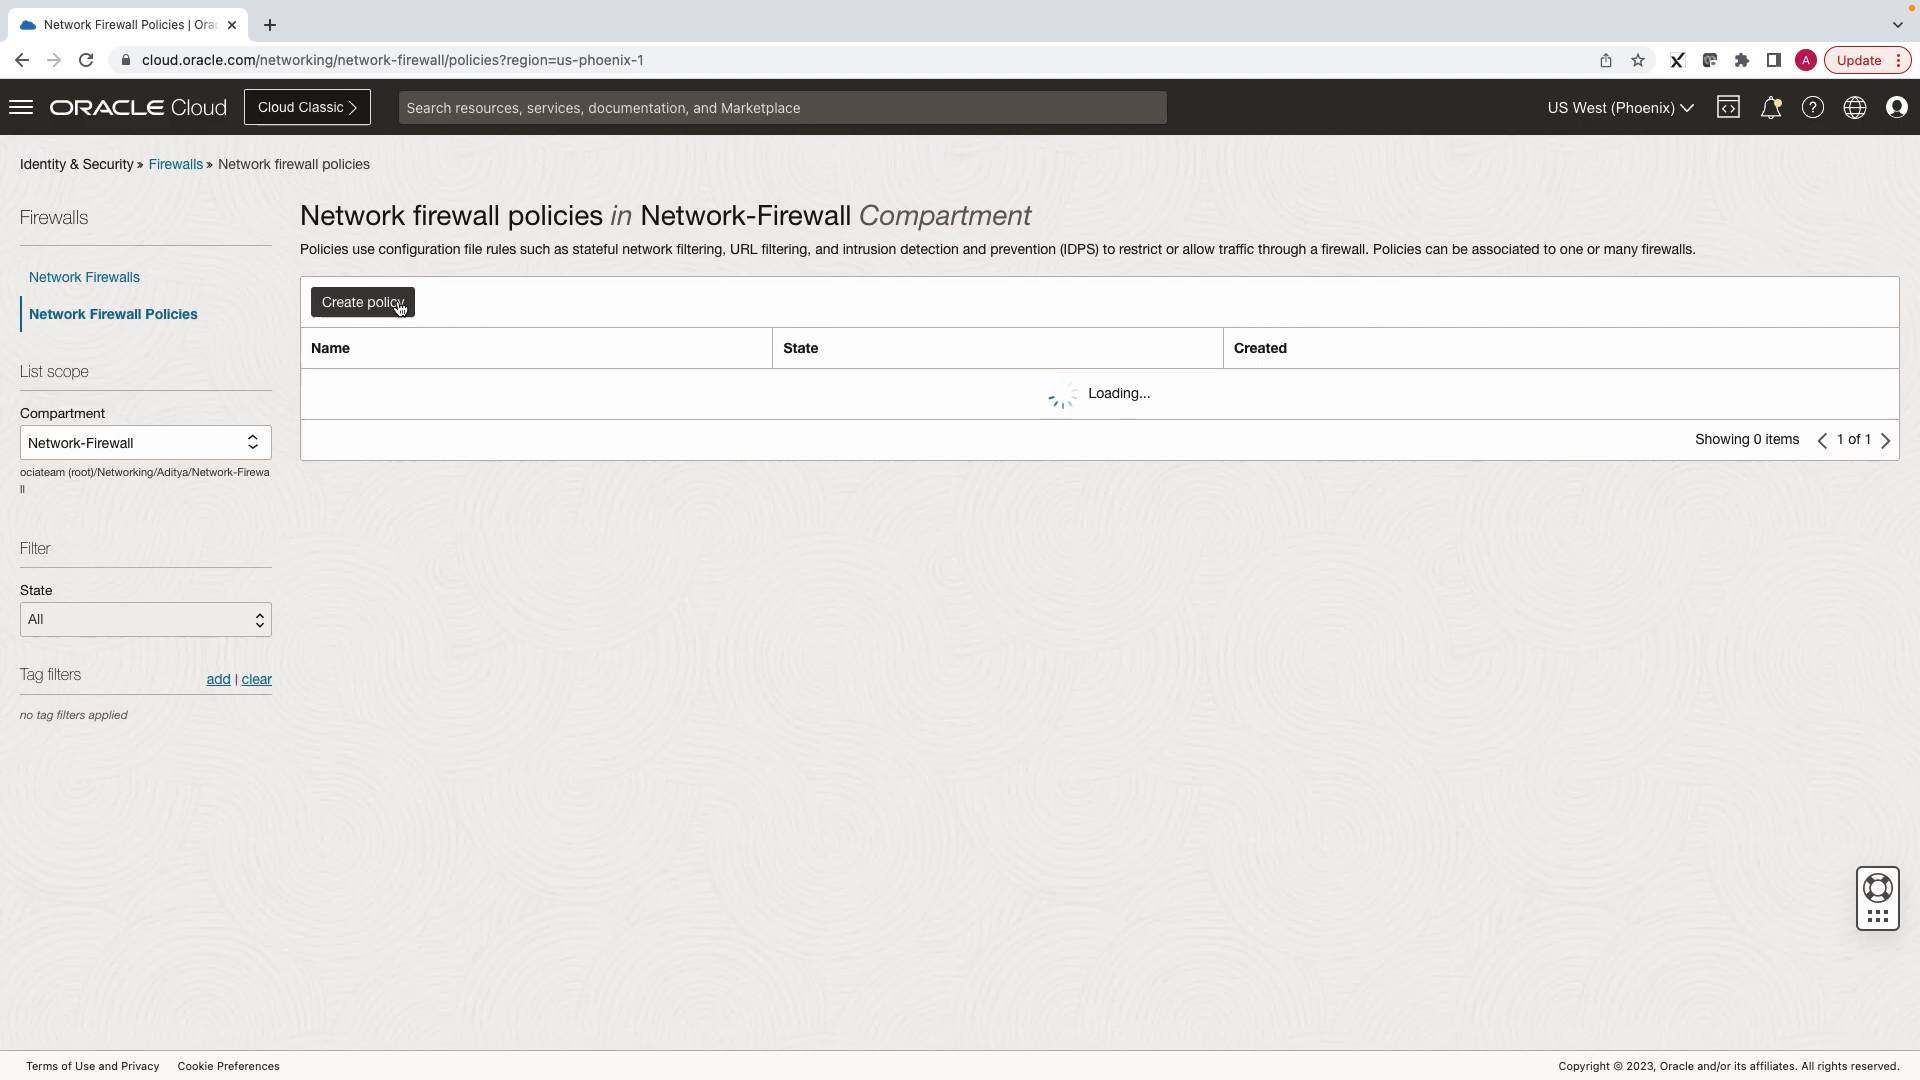 Network Firewall Policies | Ora
cloud.oracle.com/networking/network-firewall/policies?region=us-phoenix-1
A
Update
ORACLE Cloud
Cloud Classic
Search resources, services, documentation, and Marketplace
US West (Phoenix)
Identity & Security » Firewalls » Network firewall policies
Firewalls
Network Firewalls
Network Firewall Policies
List scope
Compartment
Network-Firewall
ociateam (root)/Networking/Aditya/Network-Firewa
ll
Filter
State
All
Tag filters
add | clear
no tag filters applied
Network firewall policies in Network-Firewall Compartment
Policies use configuration file rules such as stateful network filtering, URL filtering, and intrusion detection and prevention (IDPS) to restrict or allow traffic through a firewall. Policies can be associated to one or many firewalls.
Create policy
Name State Created
Loading...
Showing 0 items 1 of 1
Terms of Use and Privacy Cookie Preferences
Copyright © 2023, Oracle and/or its affiliates. All rights reserved.